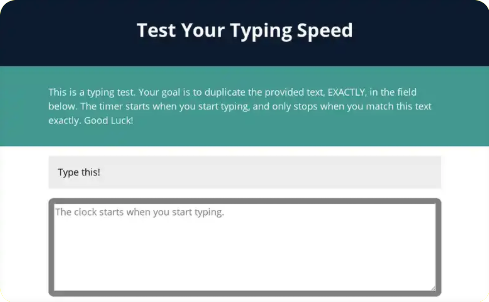 Test Your Typing Speed
This is a typing test. Your goal is to duplicate the provided text, EXACTLY, in the field
below. The timer starts when you start typing, and only stops when you match this text
exactly. Good Luck!
Type this!
The clock starts when you start typing.